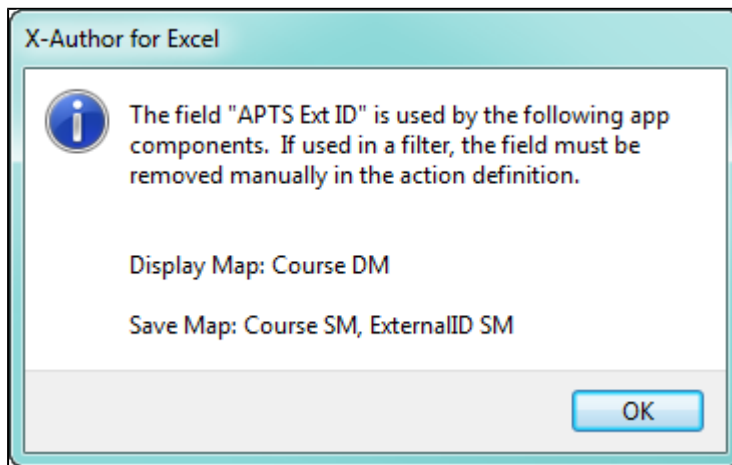 X-Author for Excel
The field "APTS Ext ID" is used by the following app
components.  If used in a filter, the field must be
removed manually in the action definition.
Display Map: Course DM
Save Map: Course SM, ExternalID SM
OK